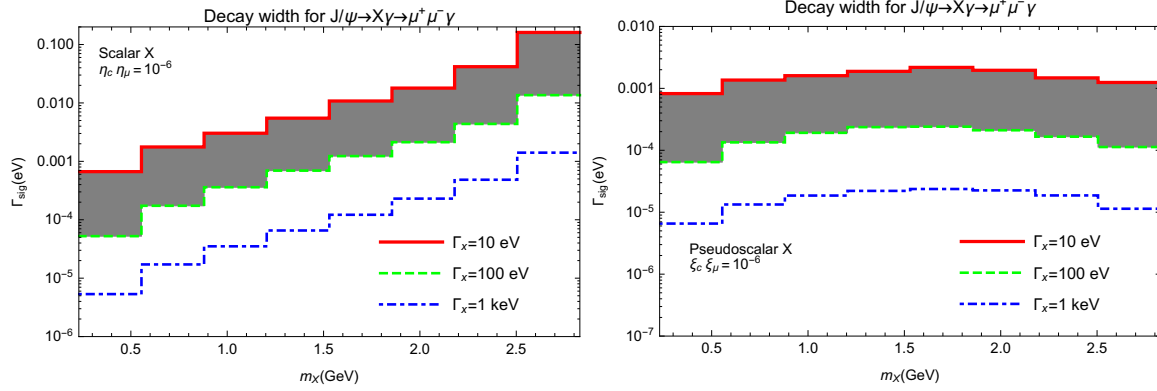 Decay width for J/ψ→Xγ→μ⁺μ⁻γ
Scalar X
η_c η_μ = 10⁻⁶
Γ_sig(eV)
0.100
0.010
0.001
10⁻⁴
10⁻⁵
10⁻⁶
Γ_x=10 eV
Γ_x=100 eV
Γ_x=1 keV
0.5 1.0 1.5 2.0 2.5
m_X(GeV)
Decay width for J/ψ→Xγ→μ⁺μ⁻γ
Γ_sig(eV)
0.001
10⁻⁴
10⁻⁵
10⁻⁶
10⁻⁷
Pseudoscalar X
ξ_c ξ_μ = 10⁻⁶
Γ_x=10 eV
Γ_x=100 eV
Γ_x=1 keV
0.5 1.0 1.5 2.0 2.5
m_X(GeV)